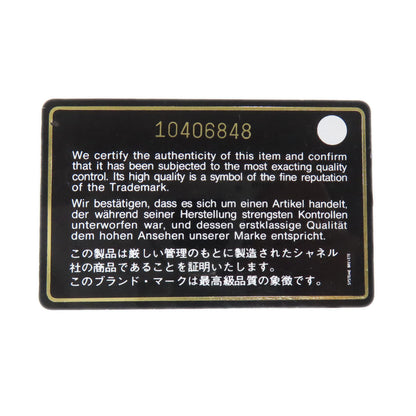 10406848
We certify the authenticity of this item and confirm
that it has been subjected to the most exacting quality
control. Its high quality is a symbol of the fine reputation
of the Trademark.
Wir bestätigen, dass es sich um einen Artikel handelt,
der während seiner Herstellung strengsten Kontrollen
unterworfen war, und dessen erstklassige Qualität
dem hohen Ansehen unserer Marke entspricht.
この製品は厳しい管理のもとに製造されたシャネル
社の商品であることを証明いたします。
このブランド・マークは最高級品質の象徴です。